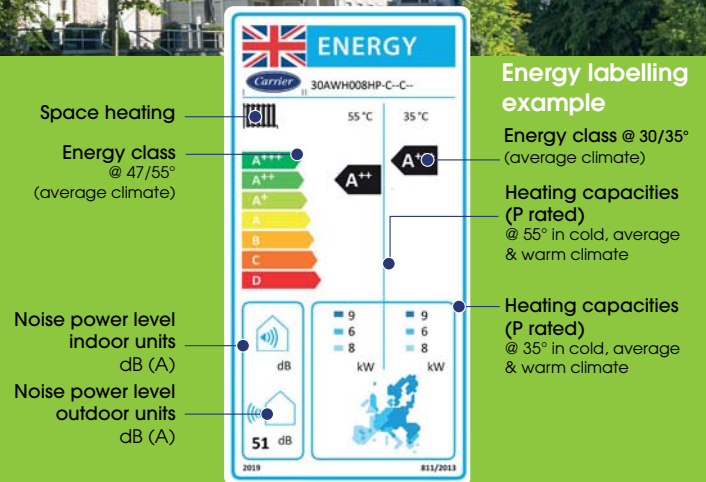 ENERGY
Carrier
30AWH008HP-C--C--
55 °C
35 °C
A+++
A++
A+
A
B
C
D
A++
9
6
8
kW
9
6
8
kW
dB
51 dB
2019
811/2013
Space heating
Energy class
@ 47/55°
(average climate)
Noise power level
indoor units
dB (A)
Noise power level
outdoor units
dB (A)
Energy labelling
example
Energy class @ 30/35°
(average climate)
Heating capacities
(P rated)
@ 55° in cold, average
& warm climate
Heating capacities
(P rated)
@ 35° in cold, average
& warm climate